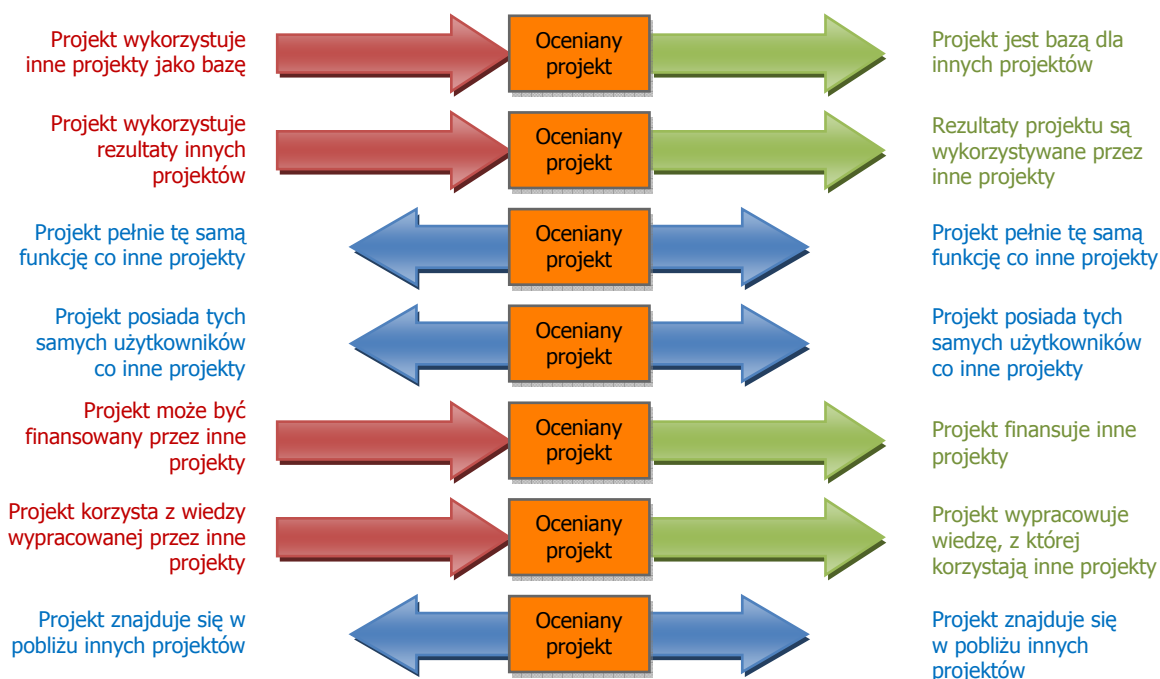 Projekt wykorzystuje
inne projekty jako bazę
Oceniany
projekt
Projekt jest bazą dla
innych projektów
Projekt wykorzystuje
rezultaty innych
projektów
Oceniany
projekt
Rezultaty projektu są
wykorzystywane przez
inne projekty
Projekt pełnie tę samą
funkcję co inne projekty
Oceniany
projekt
Projekt pełnie tę samą
funkcję co inne projekty
Projekt posiada tych
samych użytkowników
co inne projekty
Oceniany
projekt
Projekt posiada tych
samych użytkowników
co inne projekty
Projekt może być
finansowany przez inne
projekty
Oceniany
projekt
Projekt finansuje inne
projekty
Projekt korzysta z wiedzy
wypracowanej przez inne
projekty
Oceniany
projekt
Projekt wypracowuje
wiedzę, z której
korzystają inne projekty
Projekt znajduje się w
pobliżu innych projektów
Oceniany
projekt
Projekt znajduje się
w pobliżu innych
projektów